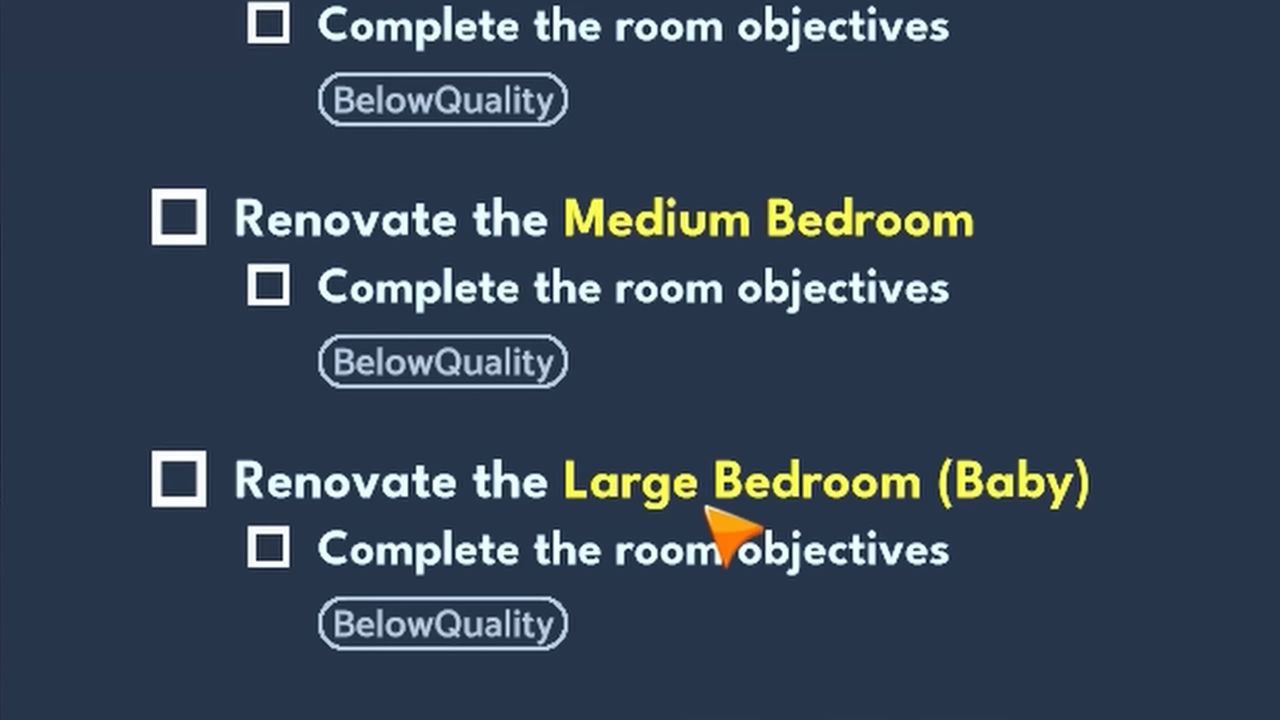 Complete the room objectives
BelowQuality
Renovate the Medium Bedroom
Complete the room objectives
BelowQuality
Renovate the Large Bedroom (Baby)
Complete the room objectives
BelowQuality